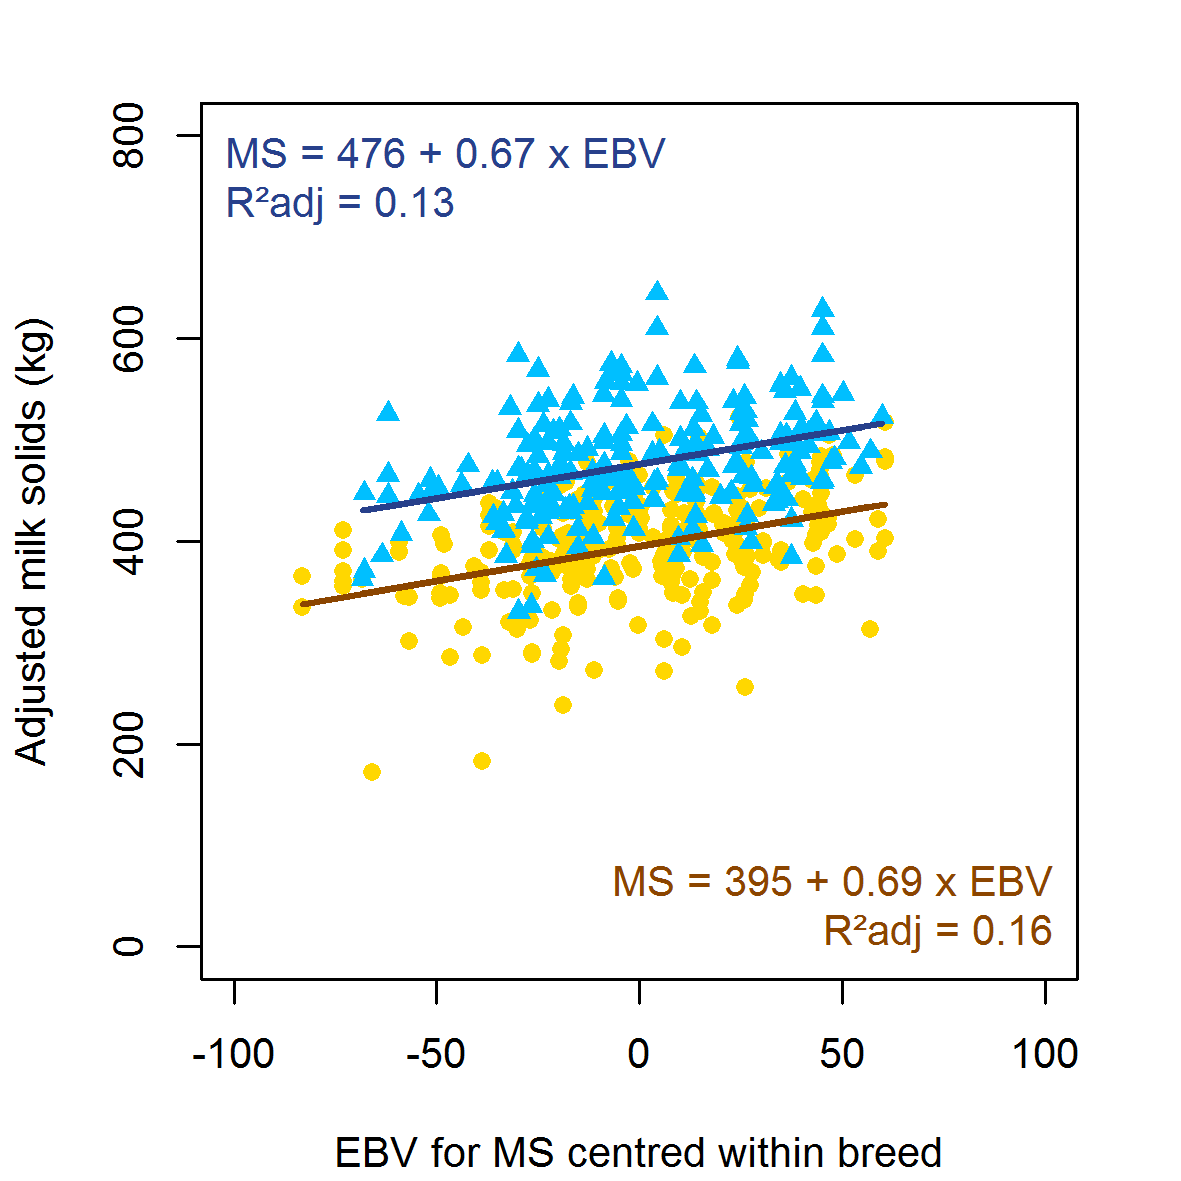 MS = 476 + 0.67 x EBV
R²adj = 0.13
Adjusted milk solids (kg)
800
600
400
200
0
MS = 395 + 0.69 x EBV
R²adj = 0.16
-100 -50 0 50 100
EBV for MS centred within breed